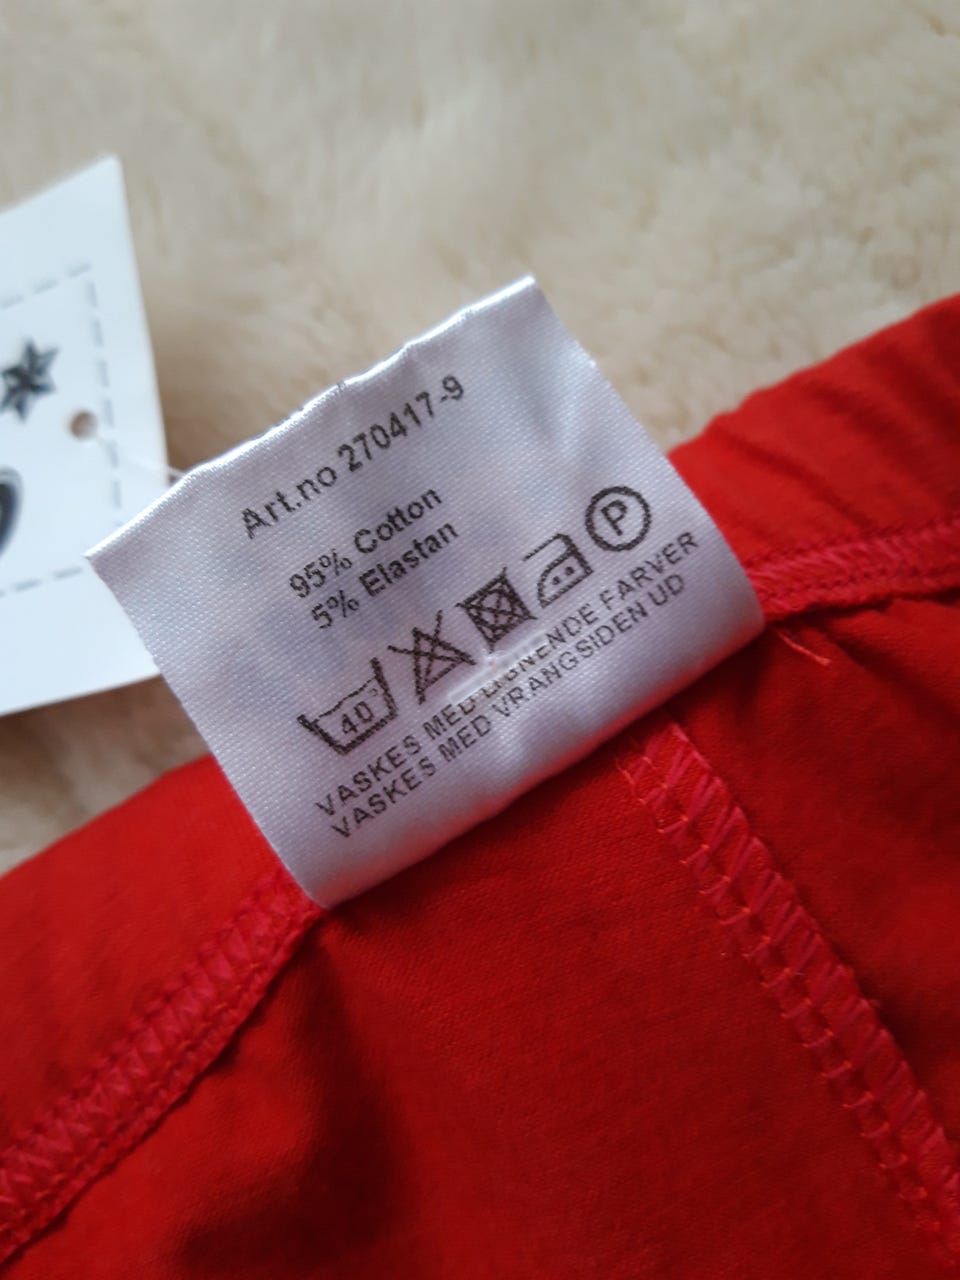 Art.no 270417-9
95% Cotton
5% Elastan
40
P
VASKES MED LIGNENDE FARVER
VASKES MED VRANGSIDEN UD